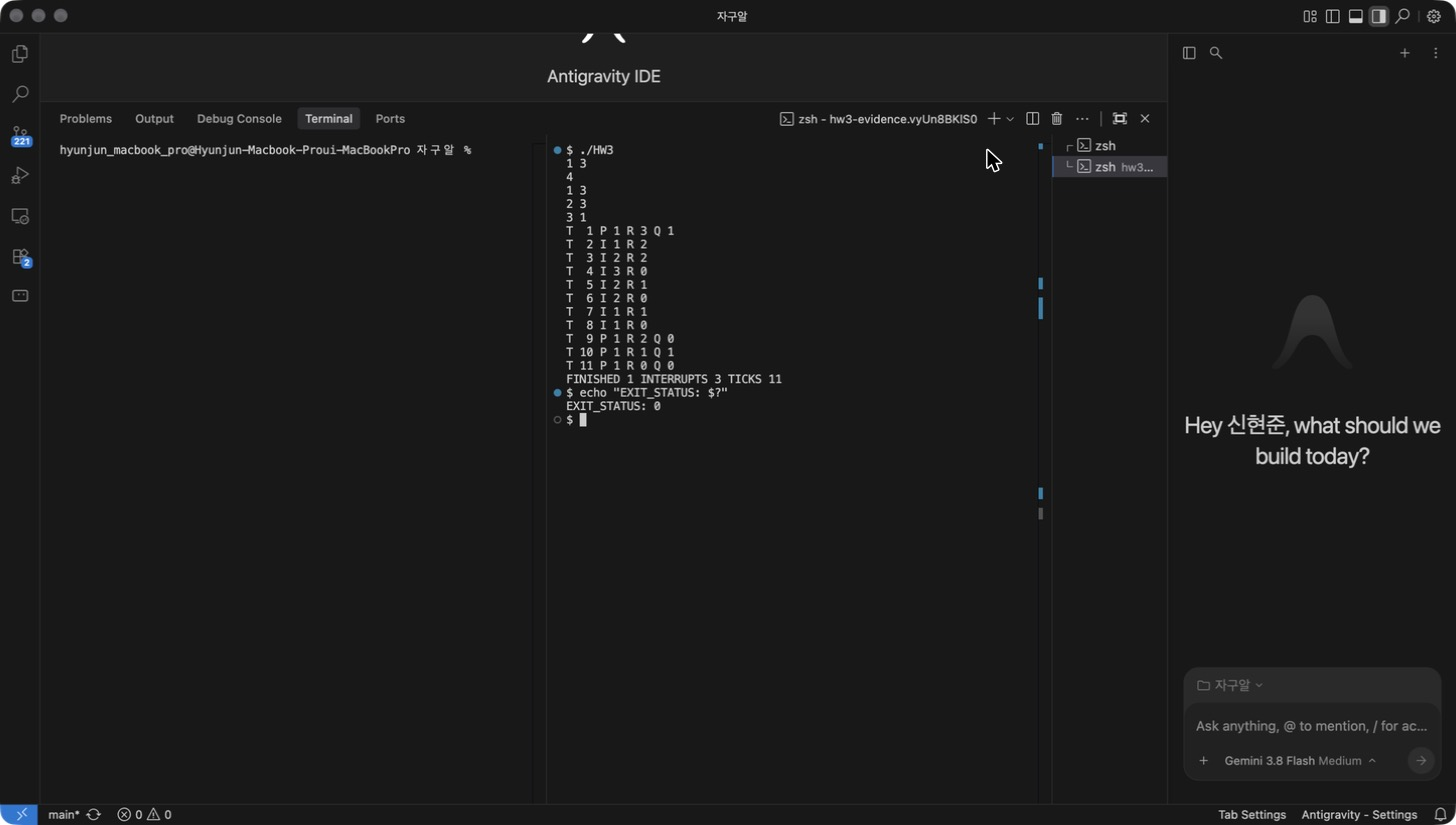 자구알
Antigravity IDE
Problems Output Debug Console Terminal Ports
zsh - hw3-evidence.vyUn8BKlS0
221
2
hyunjun_macbook_pro@Hyunjun-Macbook-Proui-MacBookPro 자구알 %
$ ./HW3
1 3
4
1 3
2 3
3 1
T  1 P 1 R 3 Q 1
T  2 I 1 R 2
T  3 I 2 R 2
T  4 I 3 R 0
T  5 I 2 R 1
T  6 I 2 R 0
T  7 I 1 R 1
T  8 I 1 R 0
T  9 P 1 R 2 Q 0
T 10 P 1 R 1 Q 1
T 11 P 1 R 0 Q 0
FINISHED 1 INTERRUPTS 3 TICKS 11
$ echo "EXIT_STATUS: $?"
EXIT_STATUS: 0
$
zsh
zsh hw3...
Hey 신현준, what should we
build today?
자구알
Ask anything, @ to mention, / for ac...
Gemini 3.8 Flash Medium
main* 0 0
Tab Settings Antigravity - Settings